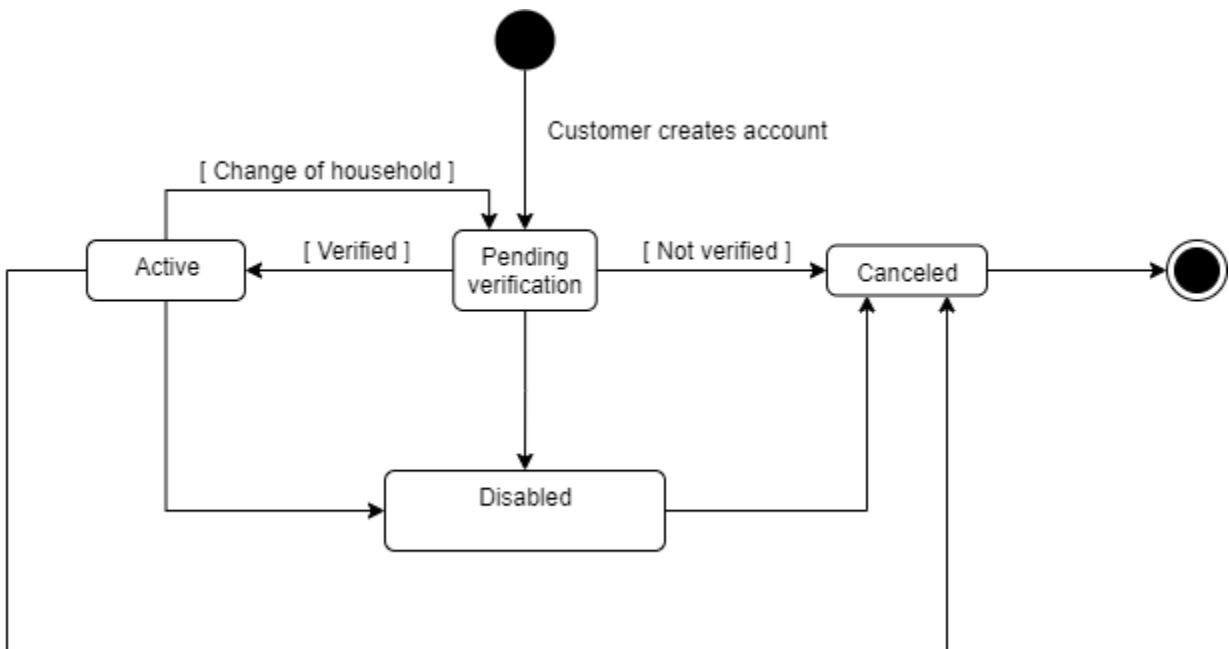 Customer creates account
[ Change of household ]
Active
[ Verified ]
Pending
verification
[ Not verified ]
Canceled
Disabled